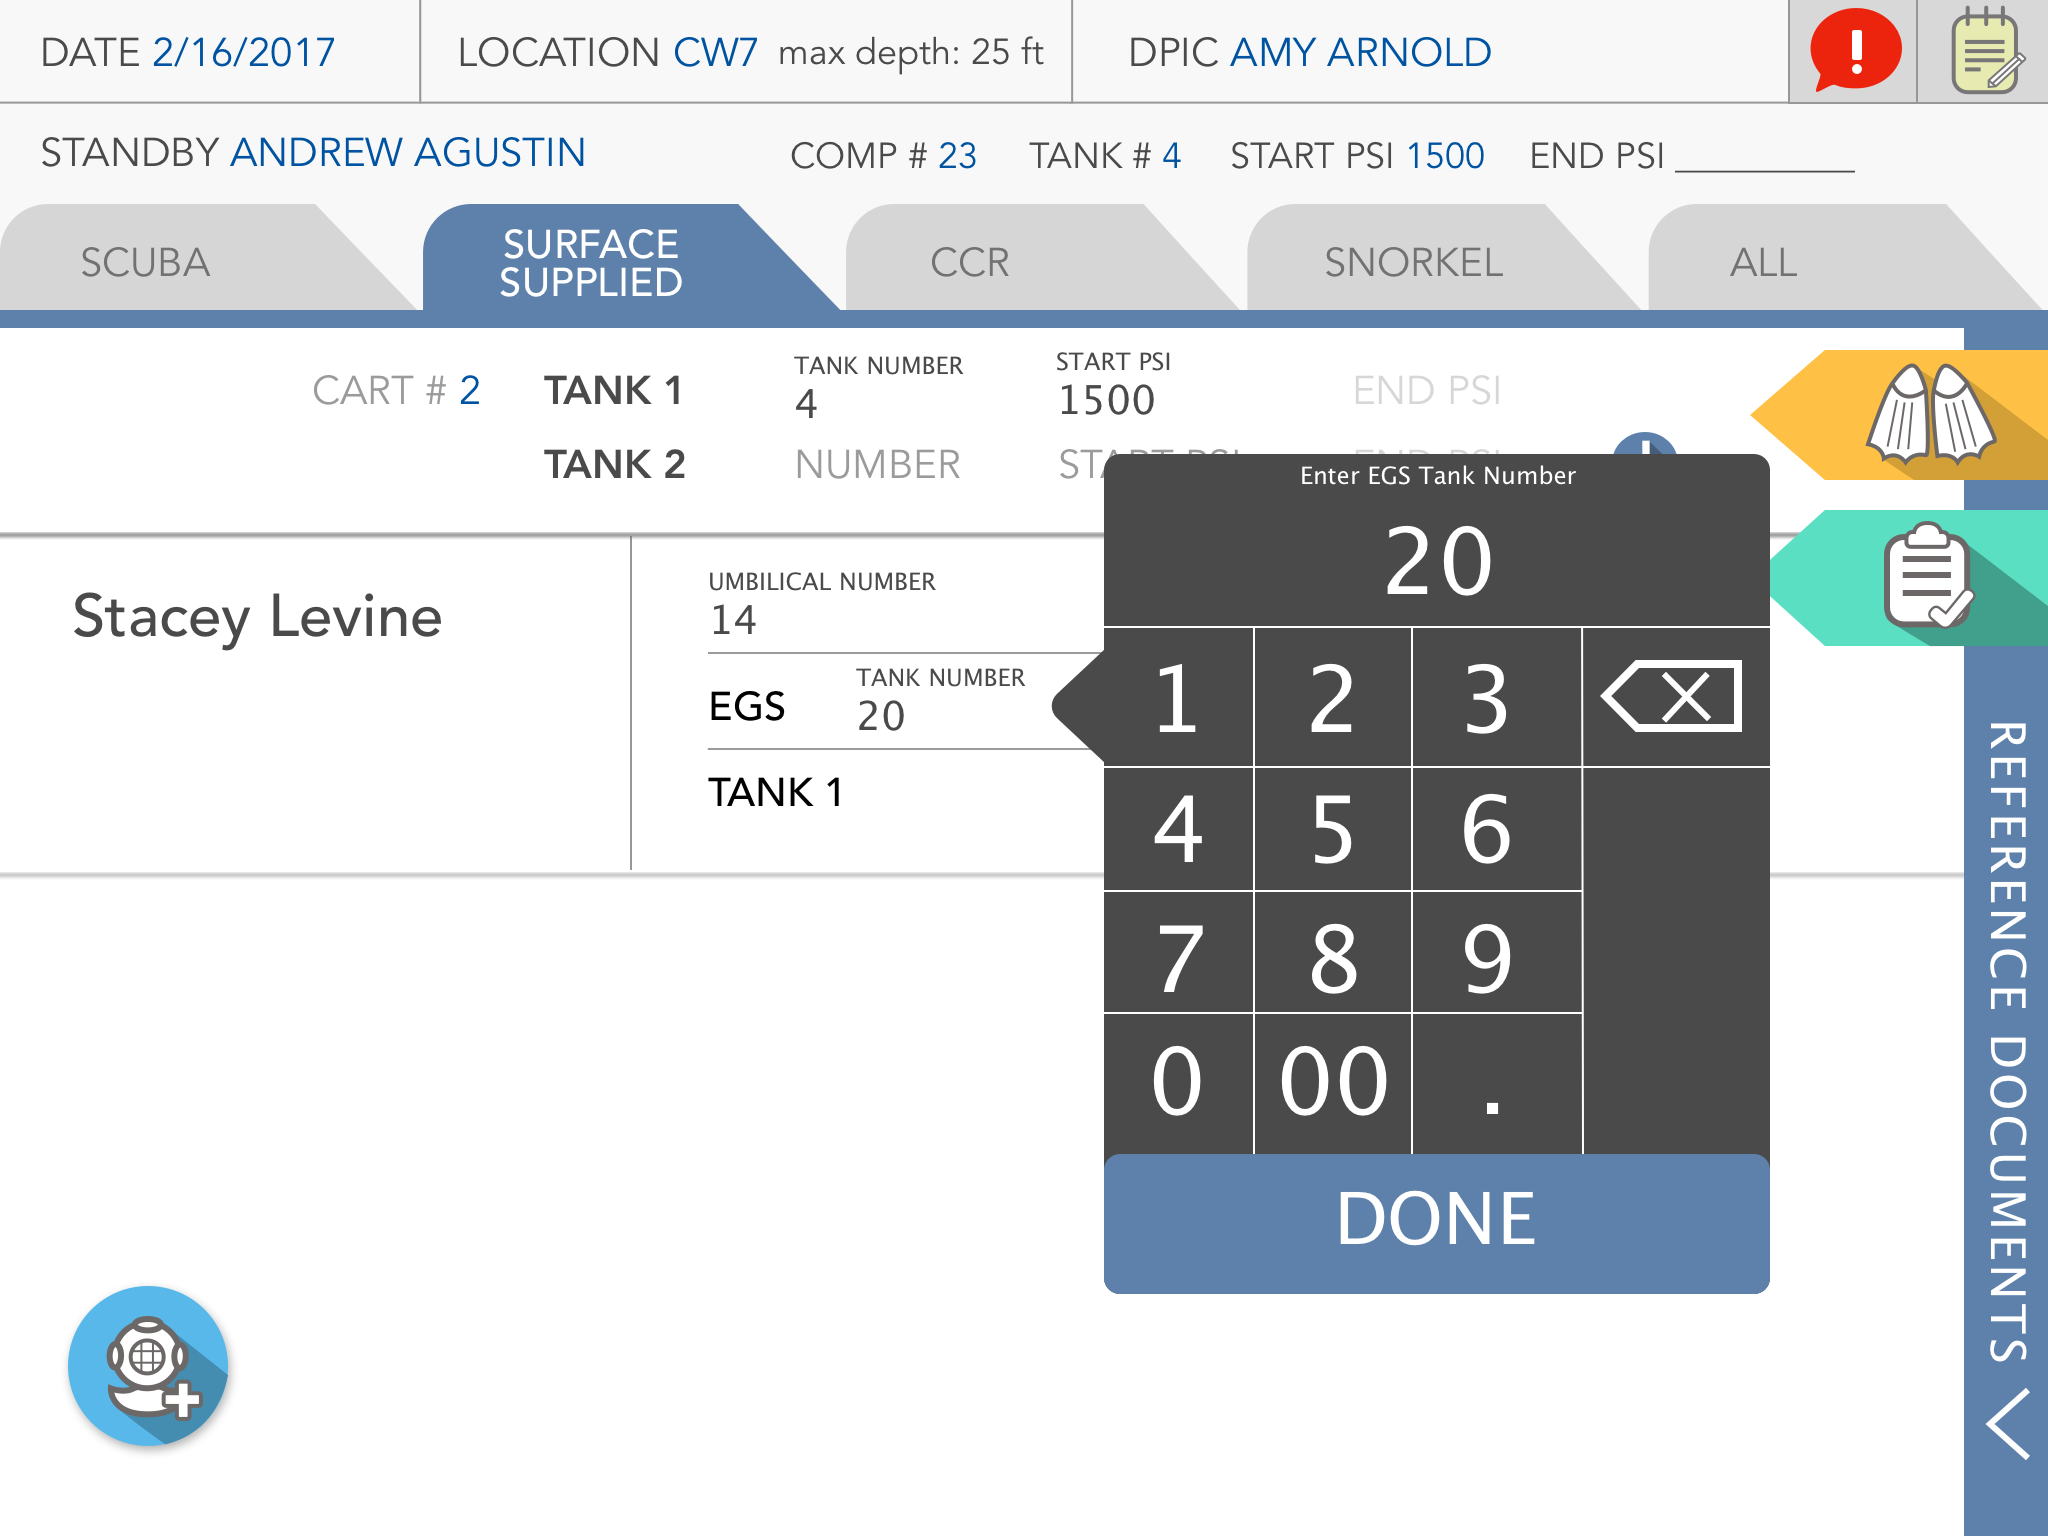 DATE 2/16/2017
LOCATION CW7 max depth: 25 ft
DPIC AMY ARNOLD
!
STANDBY ANDREW AGUSTIN
COMP # 23 TANK # 4 START PSI 1500 END PSI
SCUBA
SURFACE
SUPPLIED
CCR
SNORKEL
ALL
CART # 2
TANK 1
TANK NUMBER
4
START PSI
1500
END PSI
TANK 2
NUMBER
START PSI
END PSI
Stacey Levine
UMBILICAL NUMBER
14
EGS
TANK NUMBER
20
TANK 1
Enter EGS Tank Number
20
1 2 3
4 5 6
7 8 9
0 00 .
DONE
REFERENCE DOCUMENTS